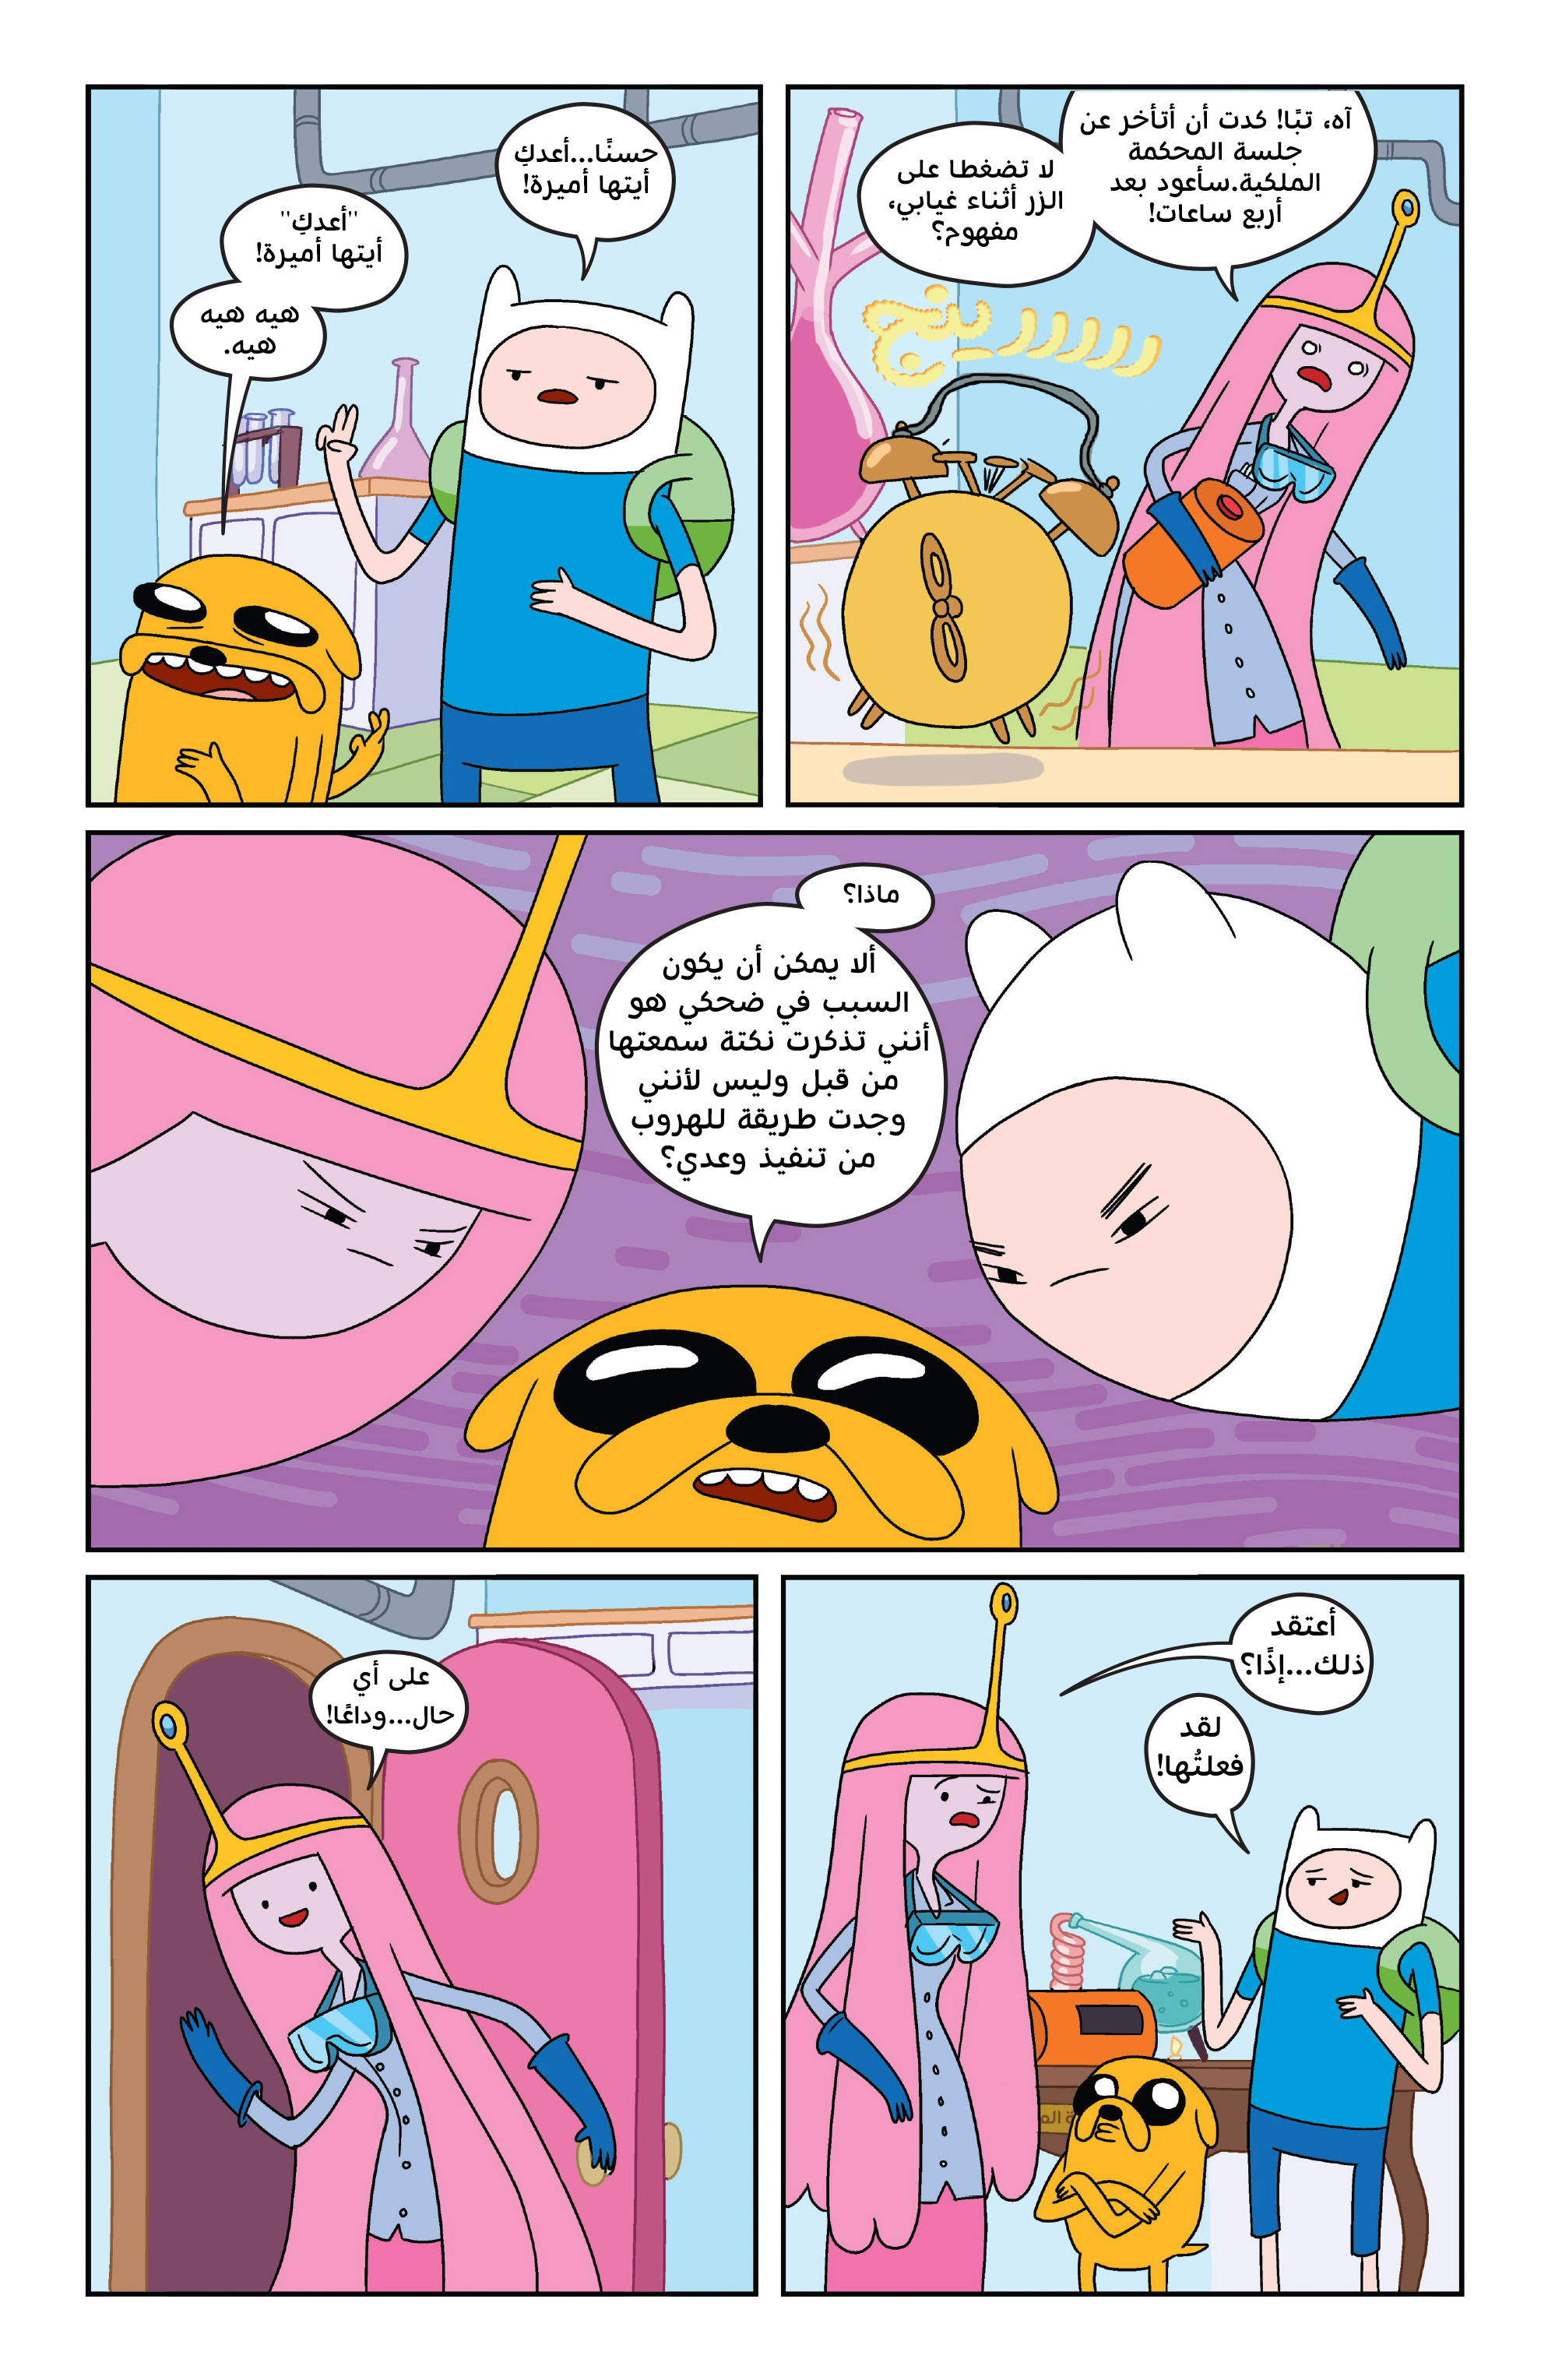 آه، تبًا! كدت أن أتأخر عن
جلسة المحكمة
الملكية.سأعود بعد
أربع ساعات!
لا تضغطا على
الزر أثناء غيابي،
مفهوم؟
رررررينج
حسنًا...أعدكِ
أيتها أميرة!
"أعدكِ"
أيتها أميرة!
هيه هيه
هيه.
ماذا؟
ألا يمكن أن يكون
السبب في ضحكي هو
أنني تذكرت نكتة سمعتها
من قبل وليس لأنني
وجدت طريقة للهروب
من تنفيذ وعدي؟
أعتقد
ذلك...إذًا؟
لقد
فعلتُها!
على أي
حال...وداعًا!